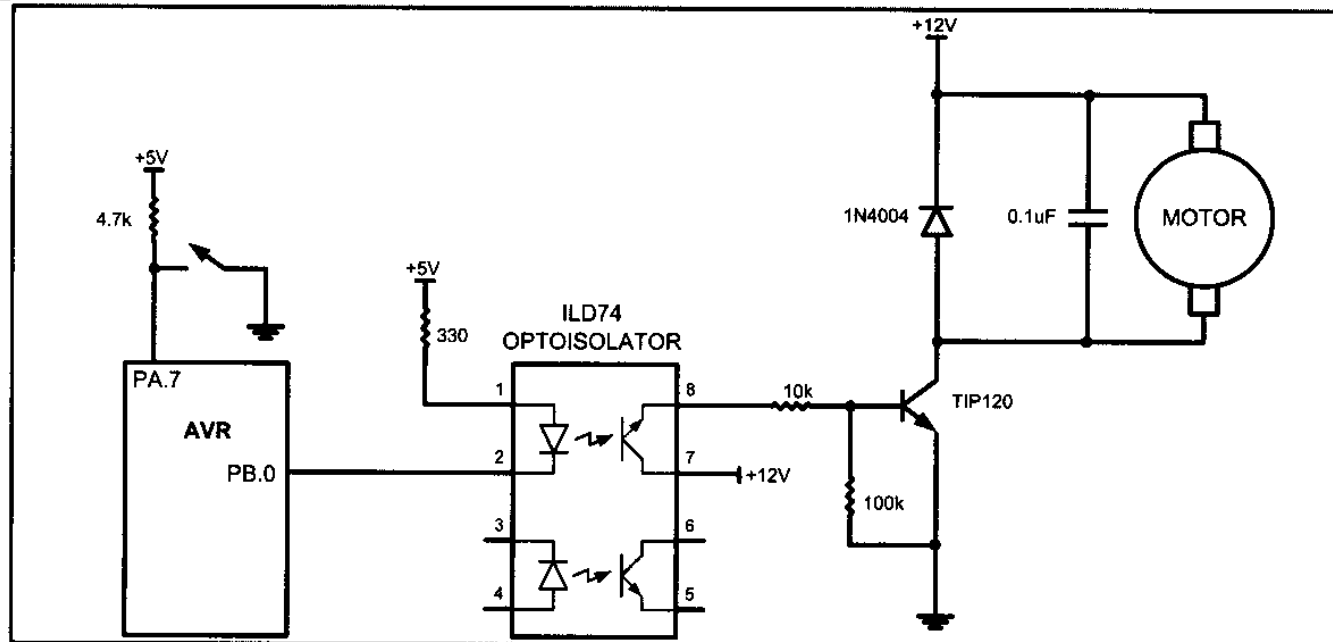 +12V
+5V
4.7k
1N4004
0.1uF
MOTOR
+5V
330
ILD74
OPTOISOLATOR
PA.7
AVR
PB.0
1
2
3
4
8
7
6
5
10k
TIP120
+12V
100k